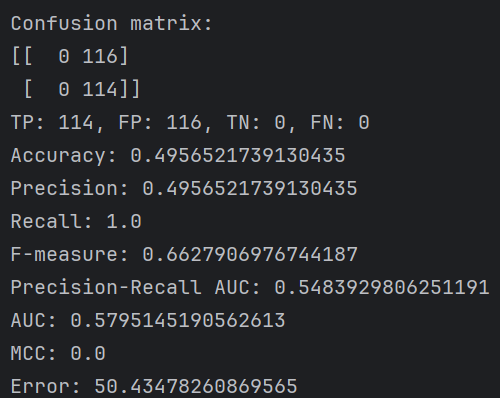 Confusion matrix:
[[  0 116]
 [  0 114]]
TP: 114, FP: 116, TN: 0, FN: 0
Accuracy: 0.4956521739130435
Precision: 0.4956521739130435
Recall: 1.0
F-measure: 0.6627906976744187
Precision-Recall AUC: 0.5483929806251191
AUC: 0.5795145190562613
MCC: 0.0
Error: 50.43478260869565